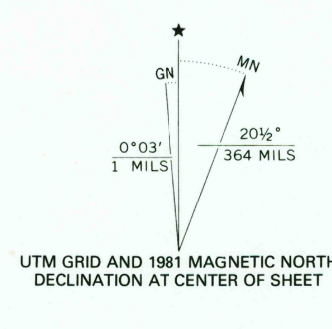 GN
MN
0°03′
1 MILS
20½°
364 MILS
UTM GRID AND 1981 MAGNETIC NORTH
DECLINATION AT CENTER OF SHEET